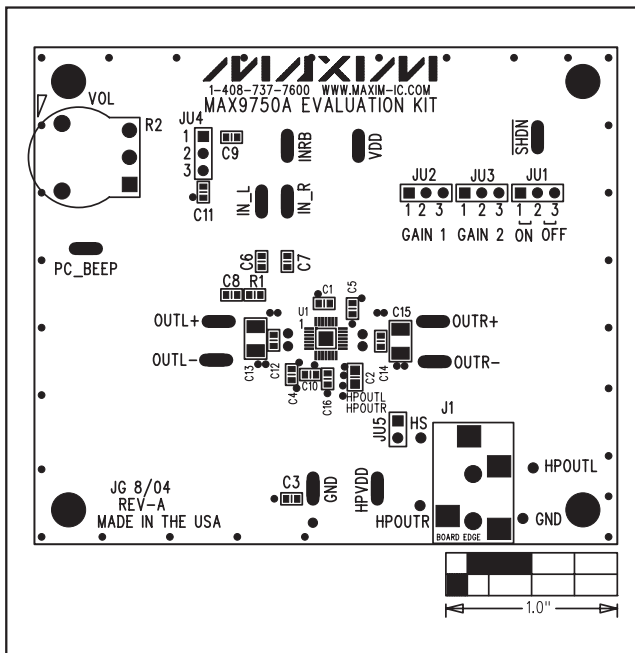 MAXIM
1-408-737-7600 WWW.MAXIM-IC.COM
MAX9750A EVALUATION KIT
VOL
R2
JU4
1
2
3
C9
C11
INRB
VDD
SHDN
IN_L
IN_R
JU2 JU3 JU1
1 2 3 1 2 3 1 2 3
GAIN 1 GAIN 2 ON OFF
PC_BEEP
C6
C7
C8 R1
C1
C5
U1
1
C15
OUTL+
OUTR+
OUTL-
OUTR-
C13
C12
C4
C10
C16
C2
C14
HPOUTL
HPOUTR
JU5
HS
J1
HPOUTL
C3
GND
HPVDD
HPOUTR
GND
BOARD EDGE
JG 8/04
REV-A
MADE IN THE USA
1.0"